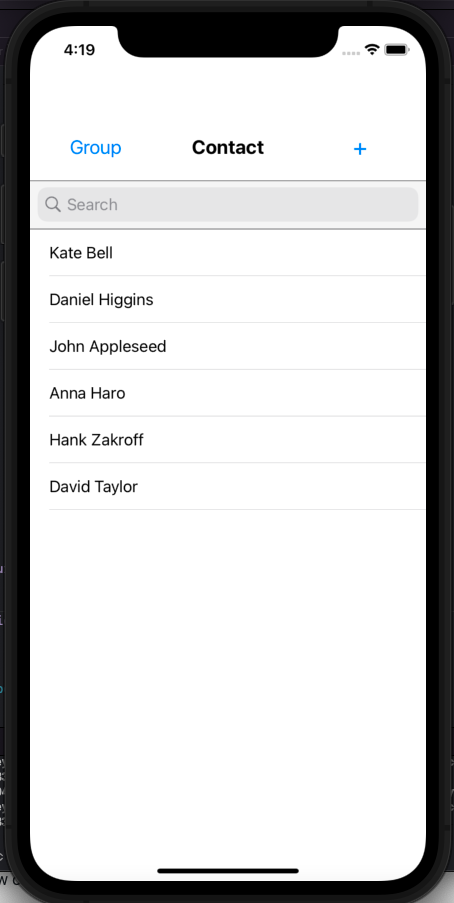 4:19
Group Contact +
Search
Kate Bell
Daniel Higgins
John Appleseed
Anna Haro
Hank Zakroff
David Taylor